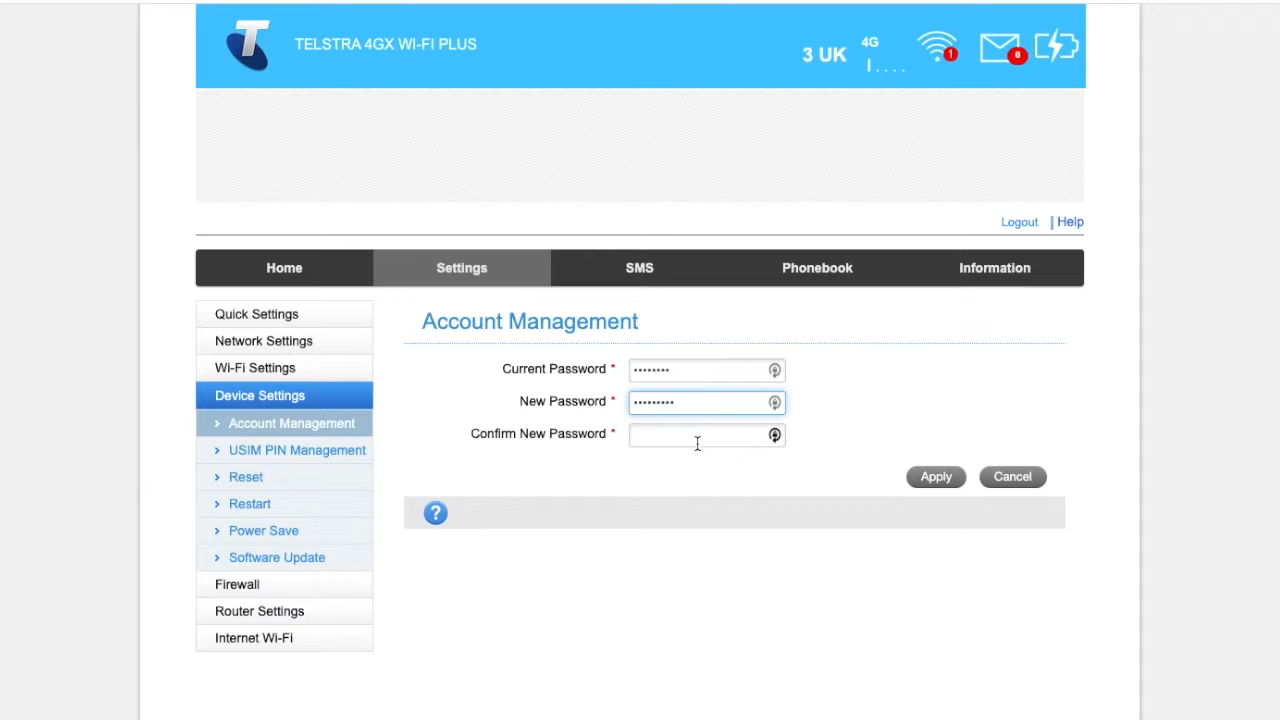 T
TELSTRA 4GX WI-FI PLUS
3 UK
4G
1
0
Logout | Help
Home Settings SMS Phonebook Information
Quick Settings
Network Settings
Wi-Fi Settings
Device Settings
Account Management
USIM PIN Management
Reset
Restart
Power Save
Software Update
Firewall
Router Settings
Internet Wi-Fi
Account Management
Current Password * ••••••••
New Password * •••••••••
Confirm New Password *
Apply Cancel
?